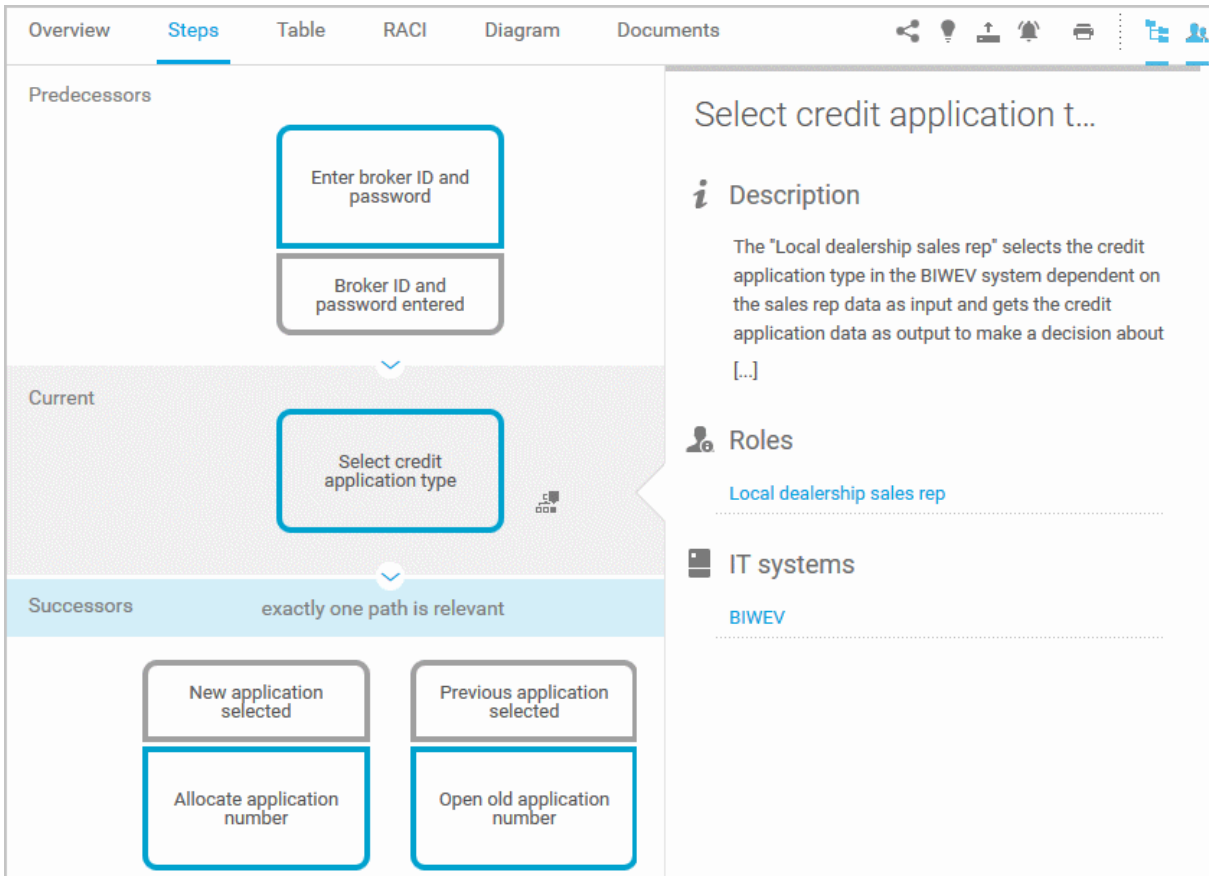 Overview Steps Table RACI Diagram Documents
Predecessors
Enter broker ID and
password
Broker ID and
password entered
Current
Select credit
application type
Successors exactly one path is relevant
New application
selected
Previous application
selected
Allocate application
number
Open old application
number
Select credit application t...
Description
The "Local dealership sales rep" selects the credit
application type in the BIWEV system dependent on
the sales rep data as input and gets the credit
application data as output to make a decision about
[...]
Roles
Local dealership sales rep
IT systems
BIWEV